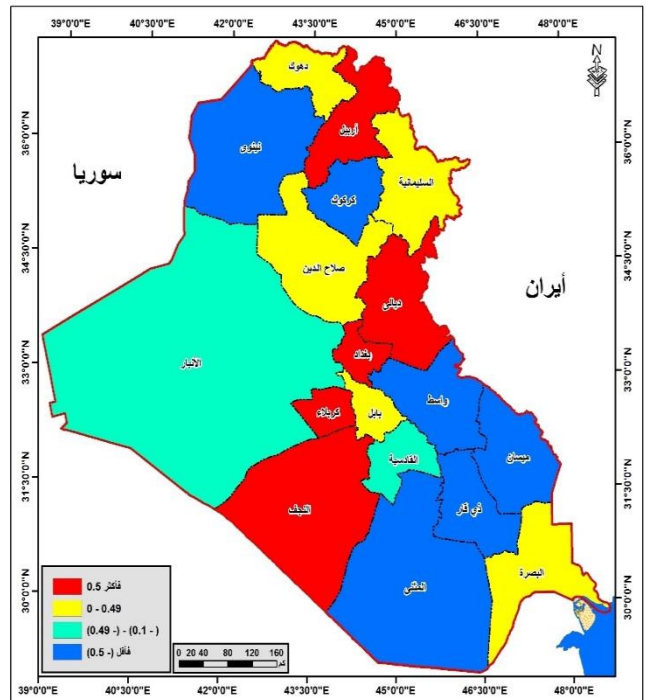 39°0'0"E 40°30'0"E 42°0'0"E 43°30'0"E 45°0'0"E 46°30'0"E 48°0'0"E
N
36°0'0"N
36°0'0"N
34°30'0"N
34°30'0"N
33°0'0"N
33°0'0"N
31°30'0"N
31°30'0"N
30°0'0"N
30°0'0"N
دهوك
أربيل
نينوى
سوريا
السليمانية
كركوك
صلاح الدين
أيران
ديالى
بغداد
الانبار
واسط
كربلاء
بابل
ميسان
القادسية
النجف
ذي قار
البصرة
المثنى
فأكثر 0.5
0 - 0.49
(-0.1) - (-0.49)
فأقل (-0.5)
0 20 40 80 120 160
كم
39°0'0"E 40°30'0"E 42°0'0"E 43°30'0"E 45°0'0"E 46°30'0"E 48°0'0"E